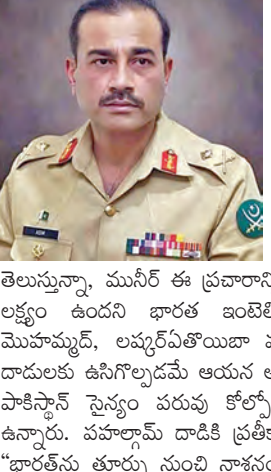 ASIM
తెలుస్తున్నా, మునీర్ ఈ ప్రచారాని
లక్ష్యం ఉందని భారత ఇంటెలి
మొహమ్మద్, లష్కర్ఏతొయిబా
దాడులకు ఉసిగొల్పడమే ఆయన
పాకిస్థాన్ సైన్యం పరువు కోల్పో
ఉన్నారు. పహల్గామ్ దాడికి ప్రతీక
“భారత్‌ను తూర్పు నుంచి నాశనం